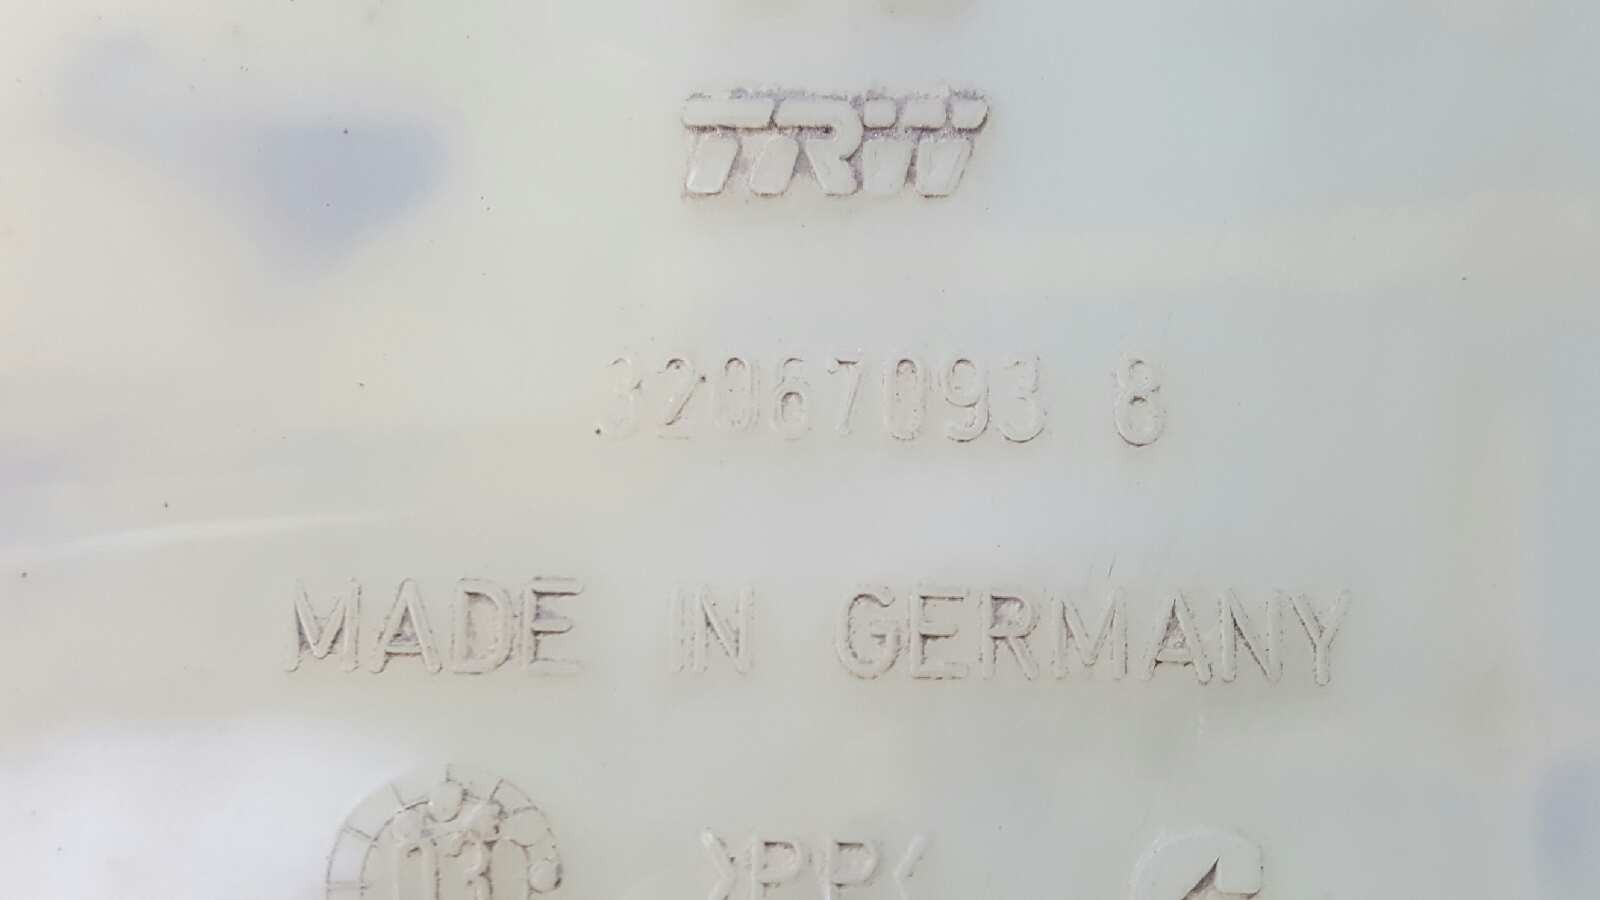 TRW
32067093 8
MADE IN GERMANY
>PP<